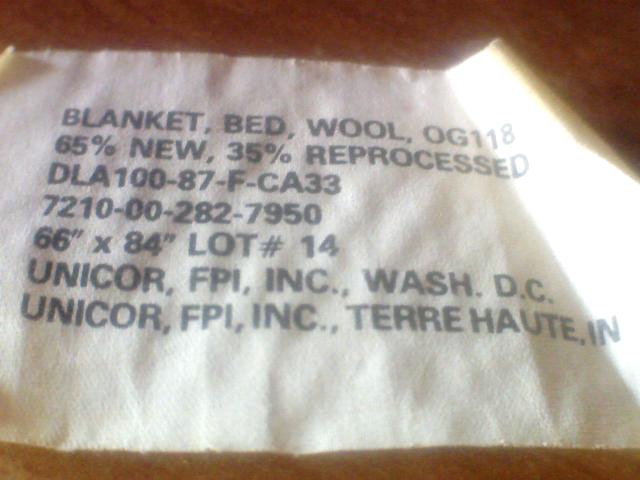 BLANKET, BED, WOOL, OG118
65% NEW, 35% REPROCESSED
DLA100-87-F-CA33
7210-00-282-7950
66" x 84" LOT# 14
UNICOR, FPI, INC., WASH. D.C.
UNICOR, FPI, INC., TERRE HAUTE, IN